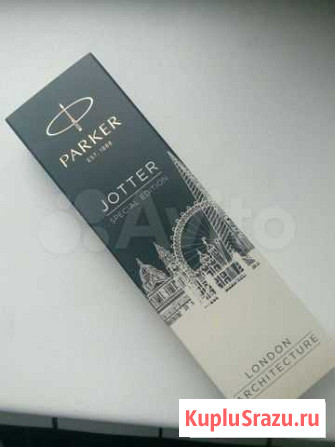 PARKER
EST. 1888
JOTTER
SPECIAL EDITION
Avito
LONDON
ARCHITECTURE
KupluSrazu.ru